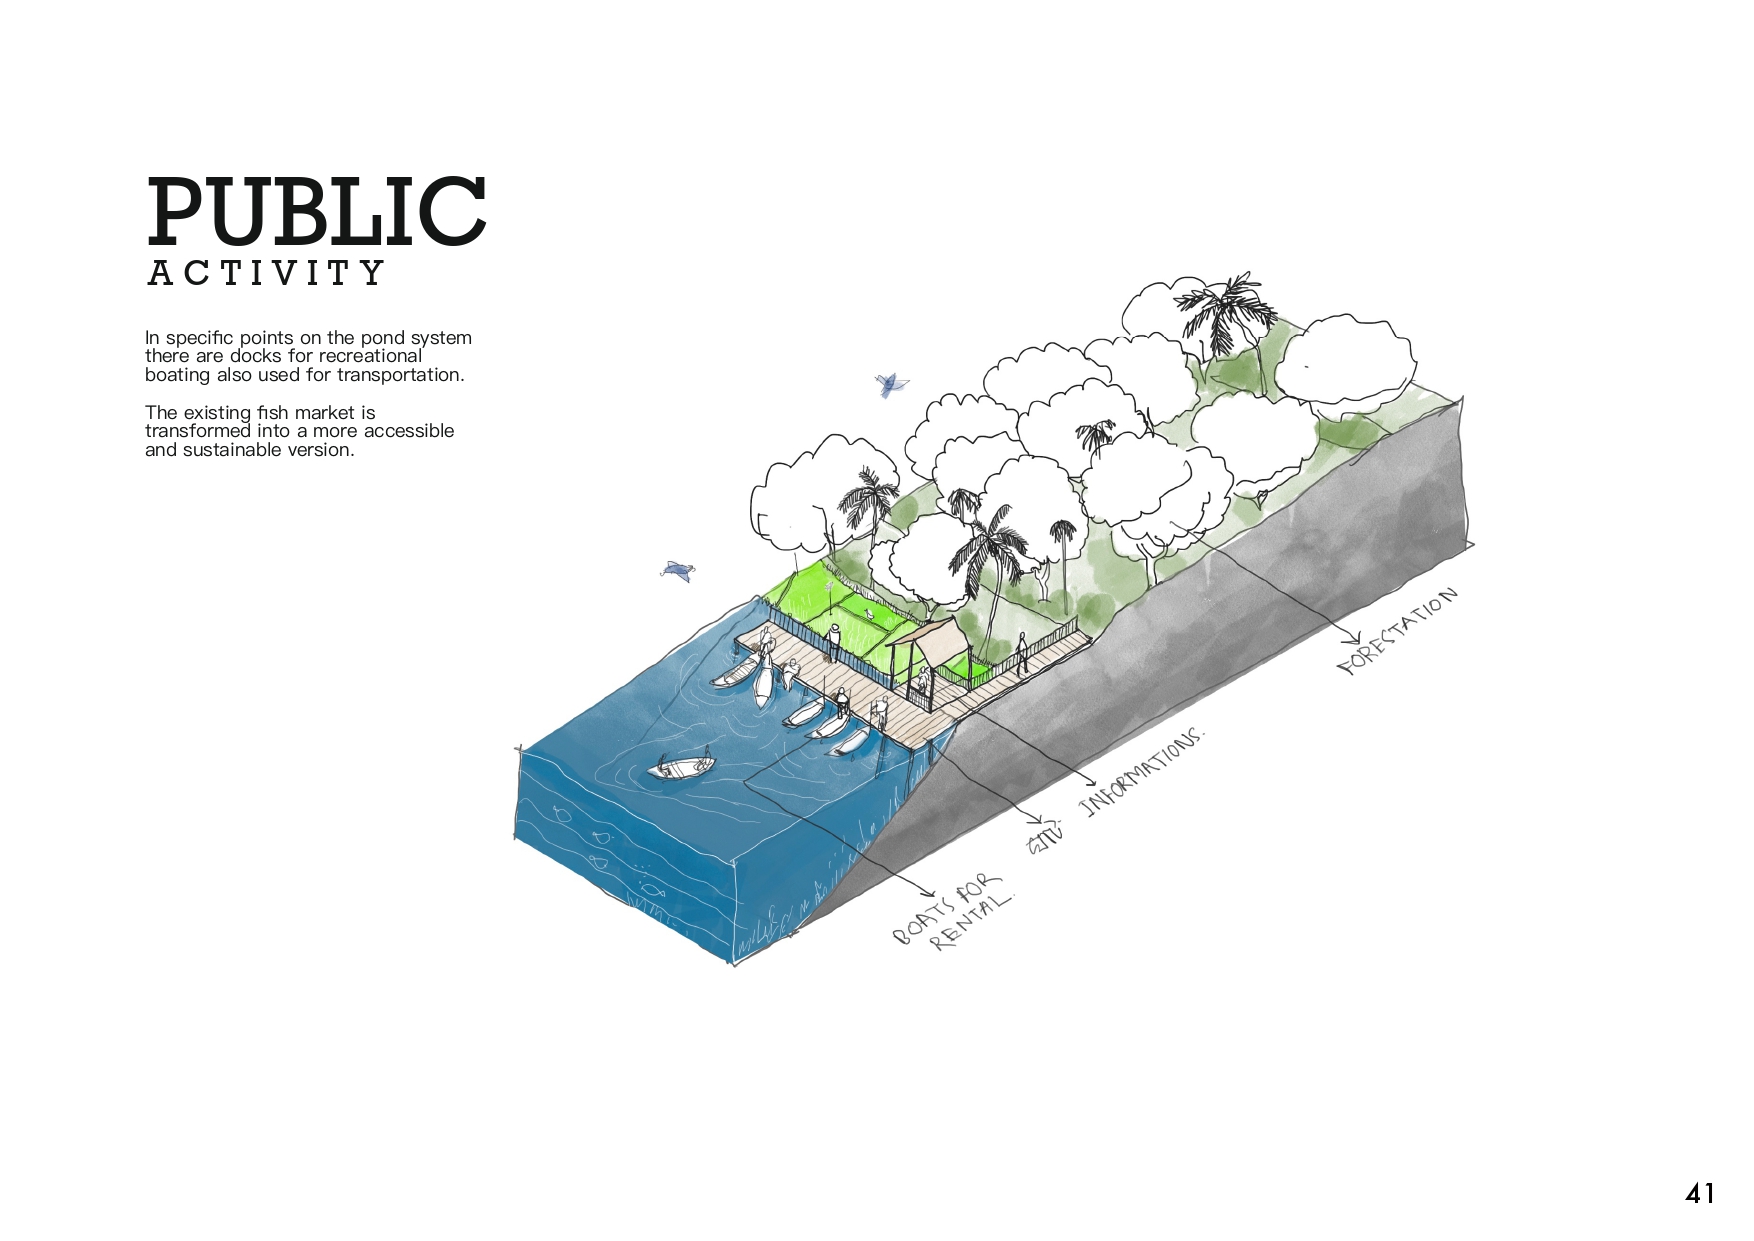 PUBLIC
ACTIVITY
In specific points on the pond system
there are docks for recreational
boating also used for transportation.
The existing fish market is
transformed into a more accessible
and sustainable version.
FORESTATION
INFORMATIONS.
BOATS FOR
RENTAL.
41